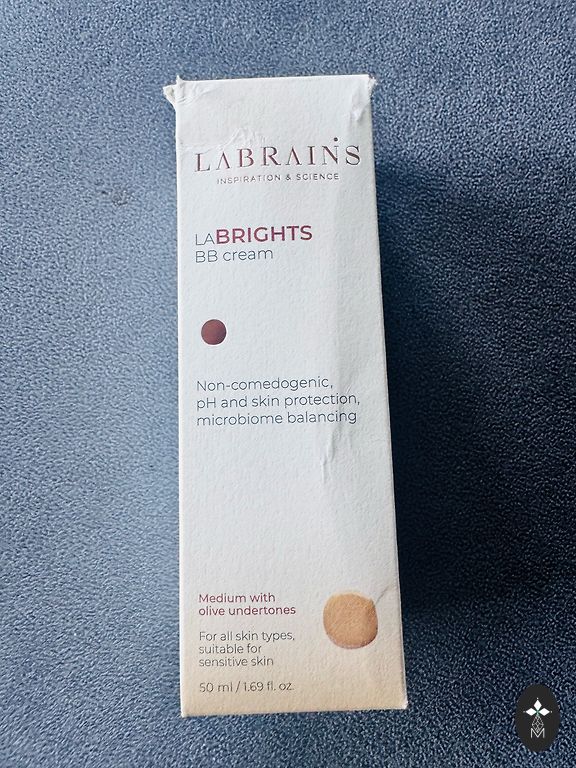 LABRAINS
INSPIRATION & SCIENCE
LABRIGHTS
BB cream
Non-comedogenic,
pH and skin protection,
microbiome balancing
Medium with
olive undertones
For all skin types,
suitable for
sensitive skin
50 ml / 1.69 fl. oz.
M